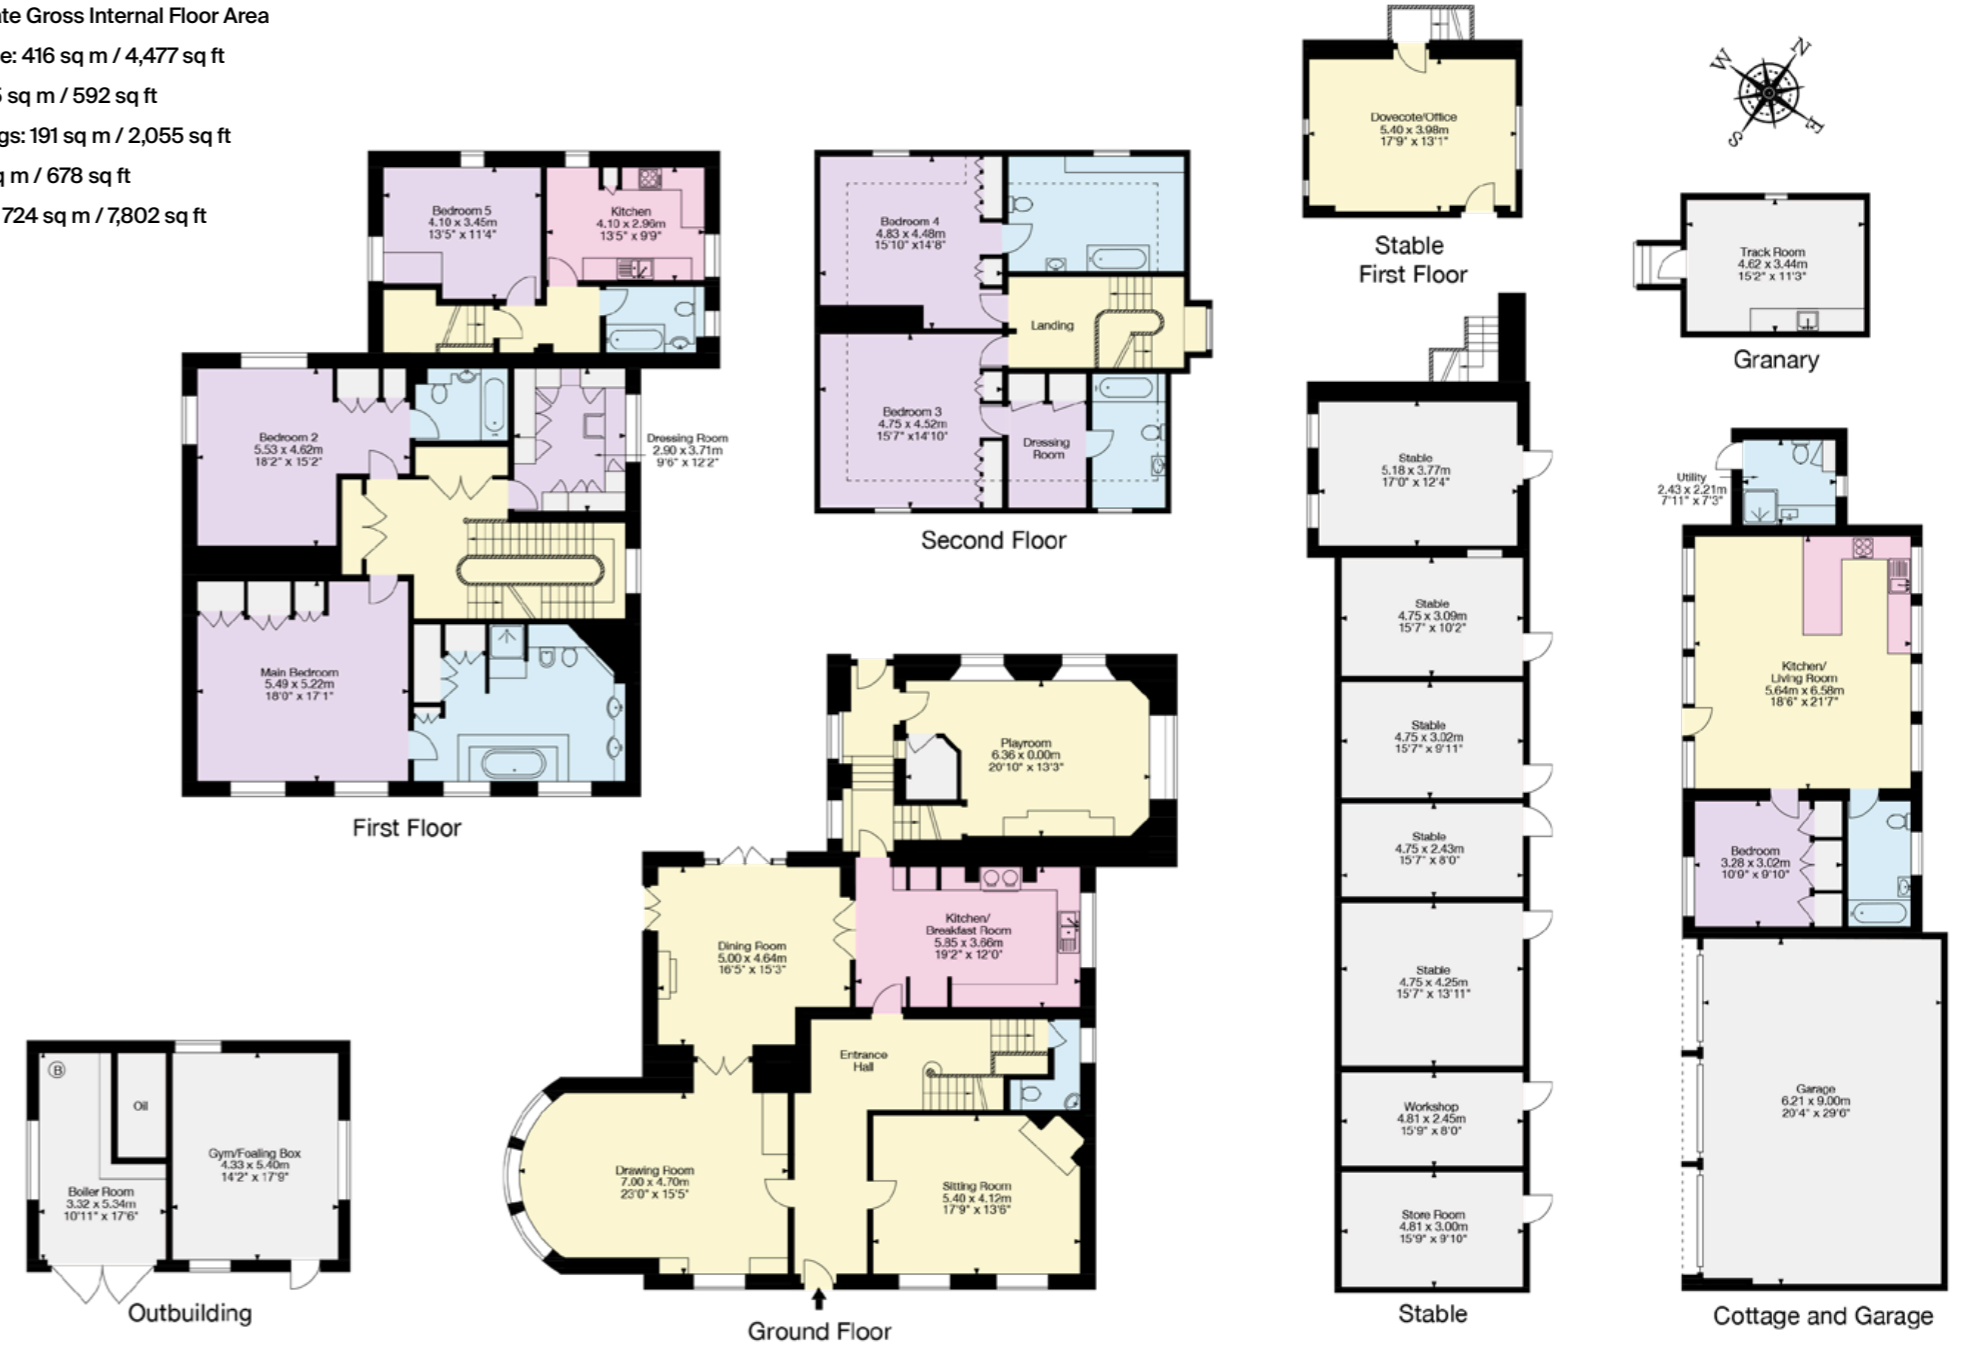 te Gross Internal Floor Area
e: 416 sq m / 4,477 sq ft
sq m / 592 sq ft
gs: 191 sq m / 2,055 sq ft
q m / 678 sq ft
724 sq m / 7,802 sq ft
Bedroom 5
4.10 x 3.45m
13'5" x 11'4"
Kitchen
4.10 x 2.96m
13'5" x 9'9"
Bedroom 2
5.53 x 4.62m
18'2" x 15'2"
Dressing Room
2.90 x 3.71m
9'6" x 12'2"
Main Bedroom
5.49 x 5.22m
18'0" x 17'1"
First Floor
Bedroom 4
4.83 x 4.48m
15'10" x14'8"
Landing
Bedroom 3
4.75 x 4.52m
15'7" x14'10"
Dressing
Room
Second Floor
Dovecote/Office
5.40 x 3.98m
17'9" x 13'1"
Stable
First Floor
W
N
S
E
Track Room
4.62 x 3.44m
15'2" x 11'3"
Granary
Playroom
6.36 x 0.00m
20'10" x 13'3"
Dining Room
5.00 x 4.64m
16'5" x 15'3"
Kitchen/
Breakfast Room
5.85 x 3.66m
19'2" x 12'0"
Entrance
Hall
Drawing Room
7.00 x 4.70m
23'0" x 15'5"
Sitting Room
5.40 x 4.12m
17'9" x 13'6"
Ground Floor
B
Oil
Boiler Room
3.32 x 5.34m
10'11" x 17'6"
Gym/Foaling Box
4.33 x 5.40m
14'2" x 17'9"
Outbuilding
Stable
5.18 x 3.77m
17'0" x 12'4"
Stable
4.75 x 3.09m
15'7" x 10'2"
Stable
4.75 x 3.02m
15'7" x 9'11"
Stable
4.75 x 2.43m
15'7" x 8'0"
Stable
4.75 x 4.25m
15'7" x 13'11"
Workshop
4.81 x 2.45m
15'9" x 8'0"
Store Room
4.81 x 3.00m
15'9" x 9'10"
Stable
Utility
2.43 x 2.21m
7'11" x 7'3"
Kitchen/
Living Room
5.64m x 6.58m
18'6" x 21'7"
Bedroom
3.28 x 3.02m
10'9" x 9'10"
Garage
6.21 x 9.00m
20'4" x 29'6"
Cottage and Garage